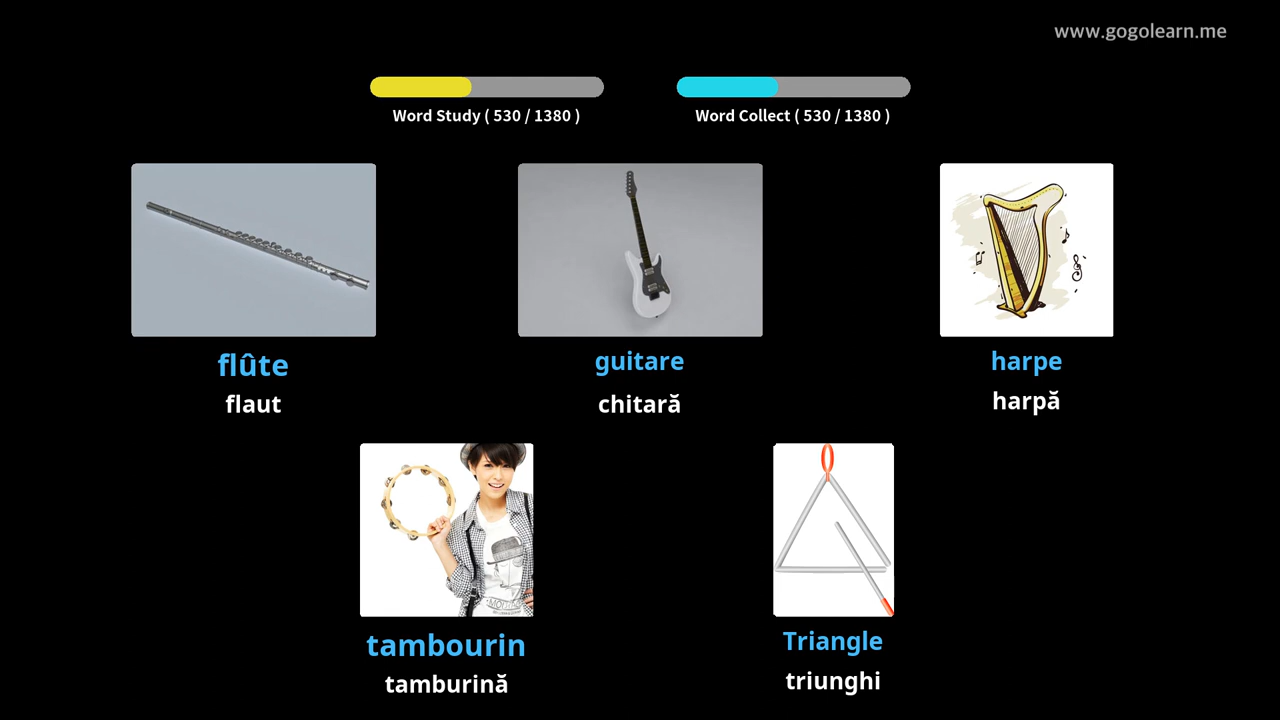 www.gogolearn.me
Word Study ( 530 / 1380 )
Word Collect ( 530 / 1380 )
flûte
guitare
harpe
flaut
chitară
harpă
tambourin
Triangle
tamburină
triunghi